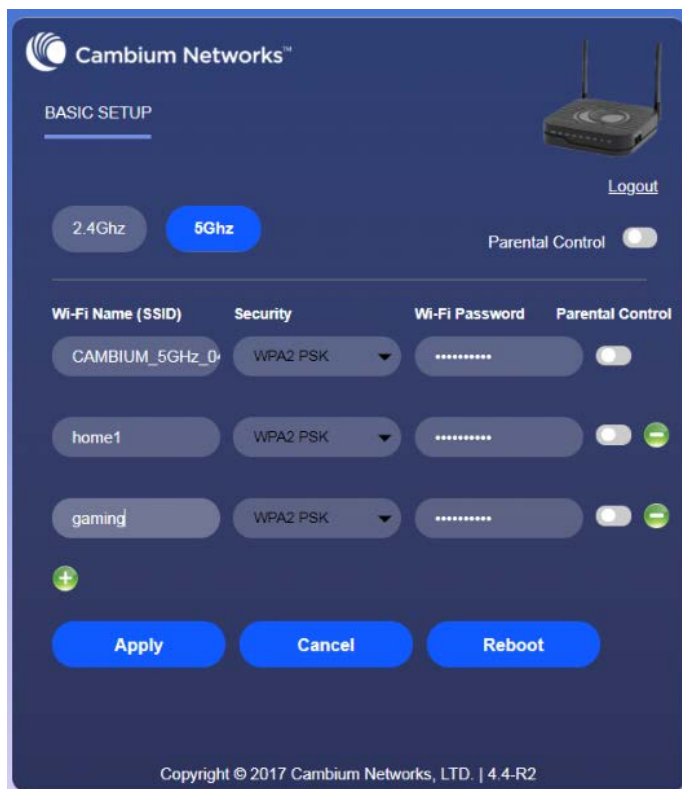 Cambium Networks™
BASIC SETUP
Logout
2.4Ghz 5Ghz Parental Control
Wi-Fi Name (SSID) Security Wi-Fi Password Parental Control
CAMBIUM_5GHz_04 WPA2 PSK ••••••••••
home1 WPA2 PSK ••••••••••
gaming WPA2 PSK ••••••••••
Apply Cancel Reboot
Copyright © 2017 Cambium Networks, LTD. | 4.4-R2